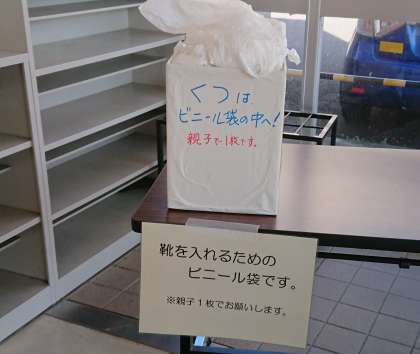 くつは
ビニール袋の中へ!
親子で1枚です。
靴を入れるための
ビニール袋です。
※親子1枚でお願いします。